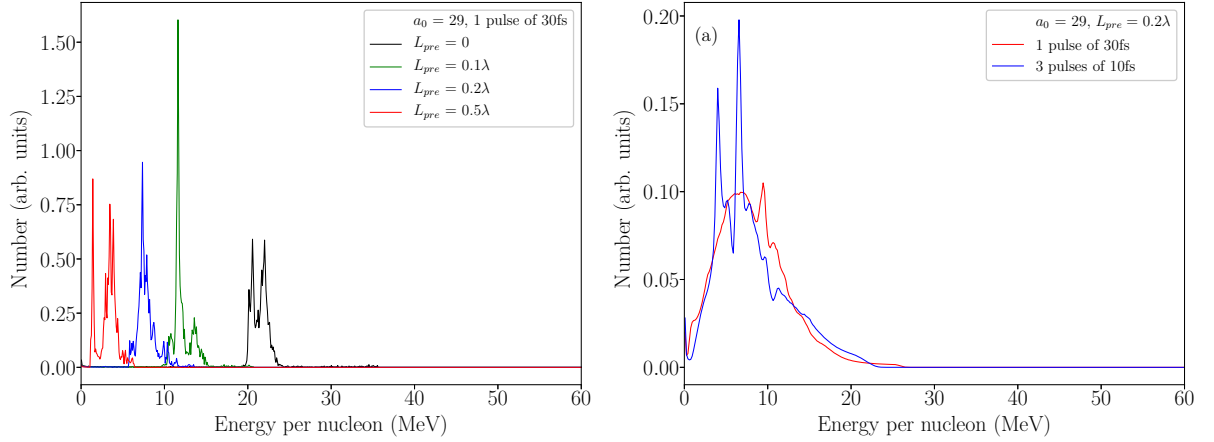 a_0 = 29, 1 pulse of 30fs
L_pre = 0
L_pre = 0.1λ
L_pre = 0.2λ
L_pre = 0.5λ
Number (arb. units)
1.50
1.25
1.00
0.75
0.50
0.25
0.00
0 10 20 30 40 50 60
Energy per nucleon (MeV)
(a)
a_0 = 29, L_pre = 0.2λ
1 pulse of 30fs
3 pulses of 10fs
Number (arb. units)
0.20
0.15
0.10
0.05
0.00
0 10 20 30 40 50 60
Energy per nucleon (MeV)